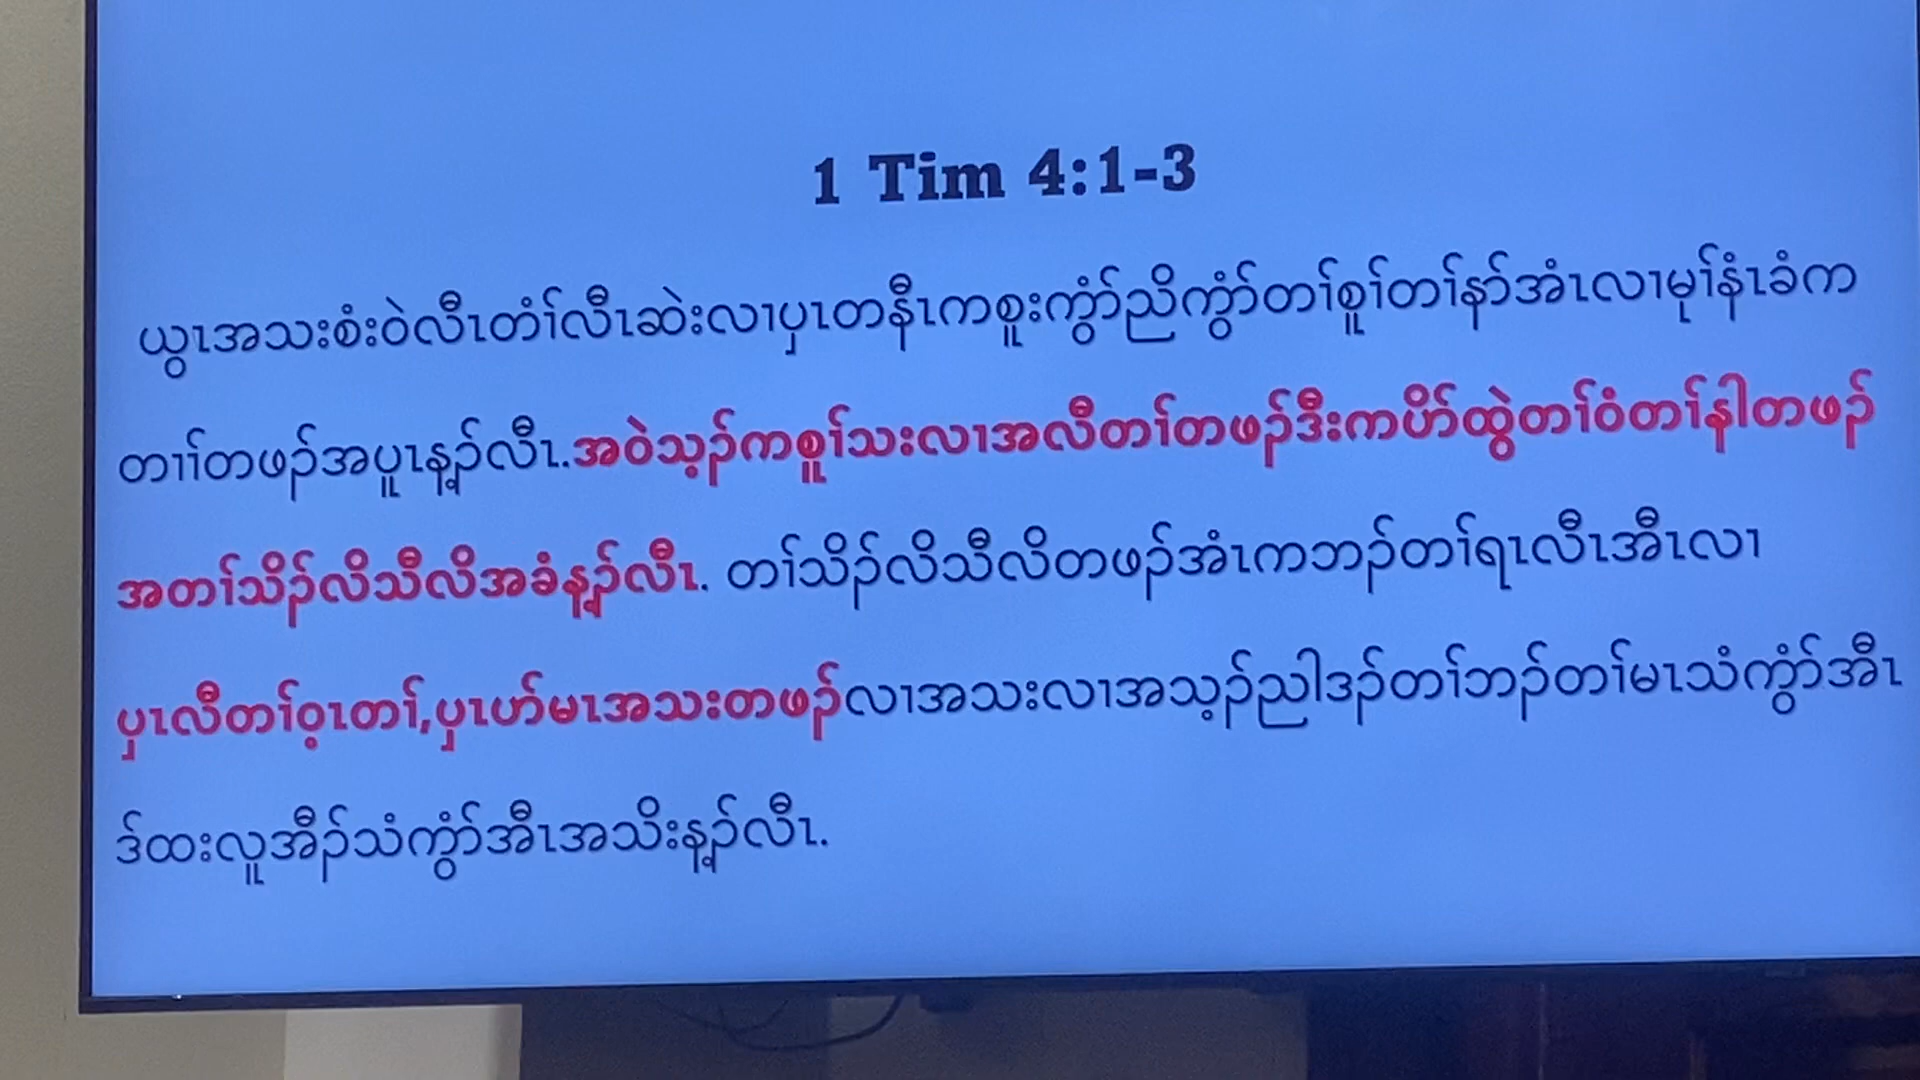 1 Tim 4:1-3
ယွၤအသးစံးဝဲလီၤတံၢ်လီၤဆဲးလၢပှၤတနီၤကစူးကွံာ်ညိကွံာ်တၢ်စူၢ်တၢ်နာ်အံၤလၢမုၢ်နံၤခံက
တၢၢ်တဖၣ်အပူၤန့ၣ်လီၤ.အဝဲသ့ၣ်ကစူၢ်သးလၢအလီတၢ်တဖၣ်ဒီးကပိာ်ထွဲတၢ်ဝံတၢ်နါတဖၣ်
အတၢ်သိၣ်လိသီလိအခံန့ၣ်လီၤ. တၢ်သိၣ်လိသီလိတဖၣ်အံၤကဘၣ်တၢ်ရၤလီၤအီၤလၢ
ပှၤလီတၢ်ဝ့ၤတၢ်,ပှၤဟ်မၤအသးတဖၣ်လၢအသးလၢအသ့ၣ်ညါဒၣ်တၢ်ဘၣ်တၢ်မၤသံကွံာ်အီၤ
ဒ်ထးလူအီၣ်သံကွံာ်အီၤအသိးန့ၣ်လီၤ.